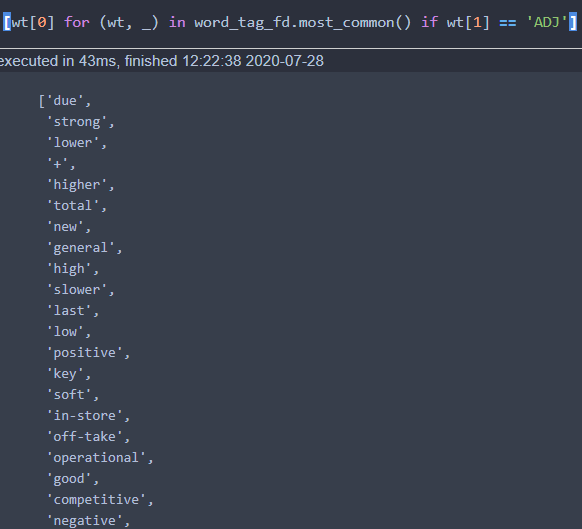 [wt[0] for (wt, _) in word_tag_fd.most_common() if wt[1] == 'ADJ']
executed in 43ms, finished 12:22:38 2020-07-28
['due',
'strong',
'lower',
'+',
'higher',
'total',
'new',
'general',
'high',
'slower',
'last',
'low',
'positive',
'key',
'soft',
'in-store',
'off-take',
'operational',
'good',
'competitive',
'negative',